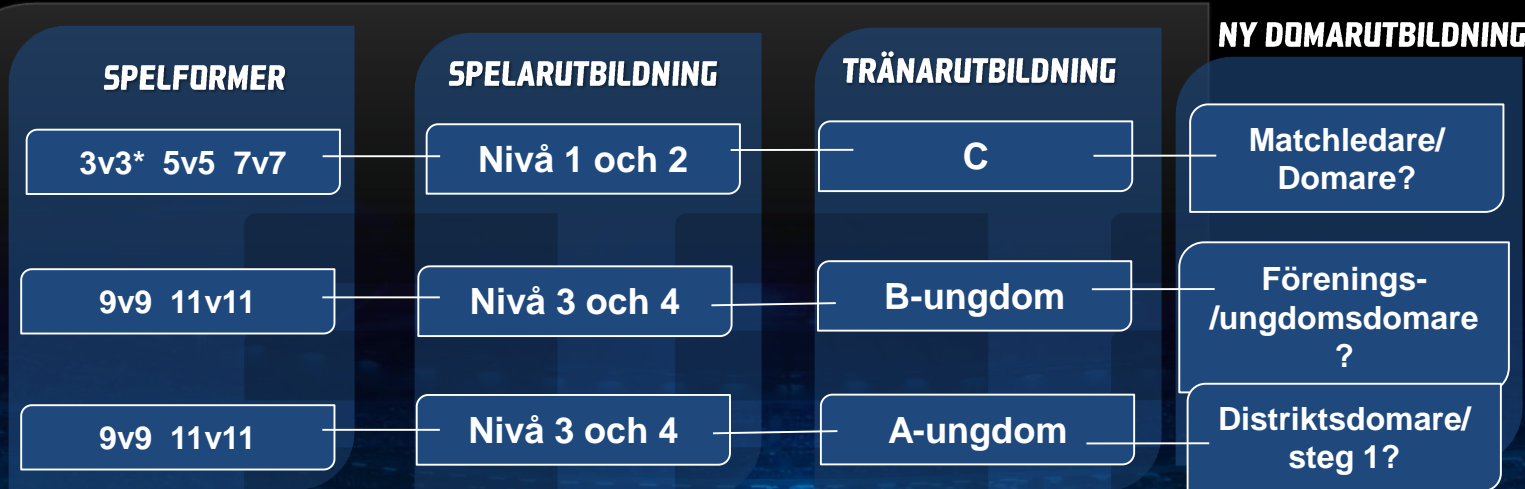 SPELFORMER
SPELARUTBILDNING
TRÄNARUTBILDNING
NY DOMARUTBILDNING
3v3* 5v5 7v7
Nivå 1 och 2
C
Matchledare/
Domare?
9v9 11v11
Nivå 3 och 4
B-ungdom
Förenings-
/ungdomsdomare
?
9v9 11v11
Nivå 3 och 4
A-ungdom
Distriktsdomare/
steg 1?